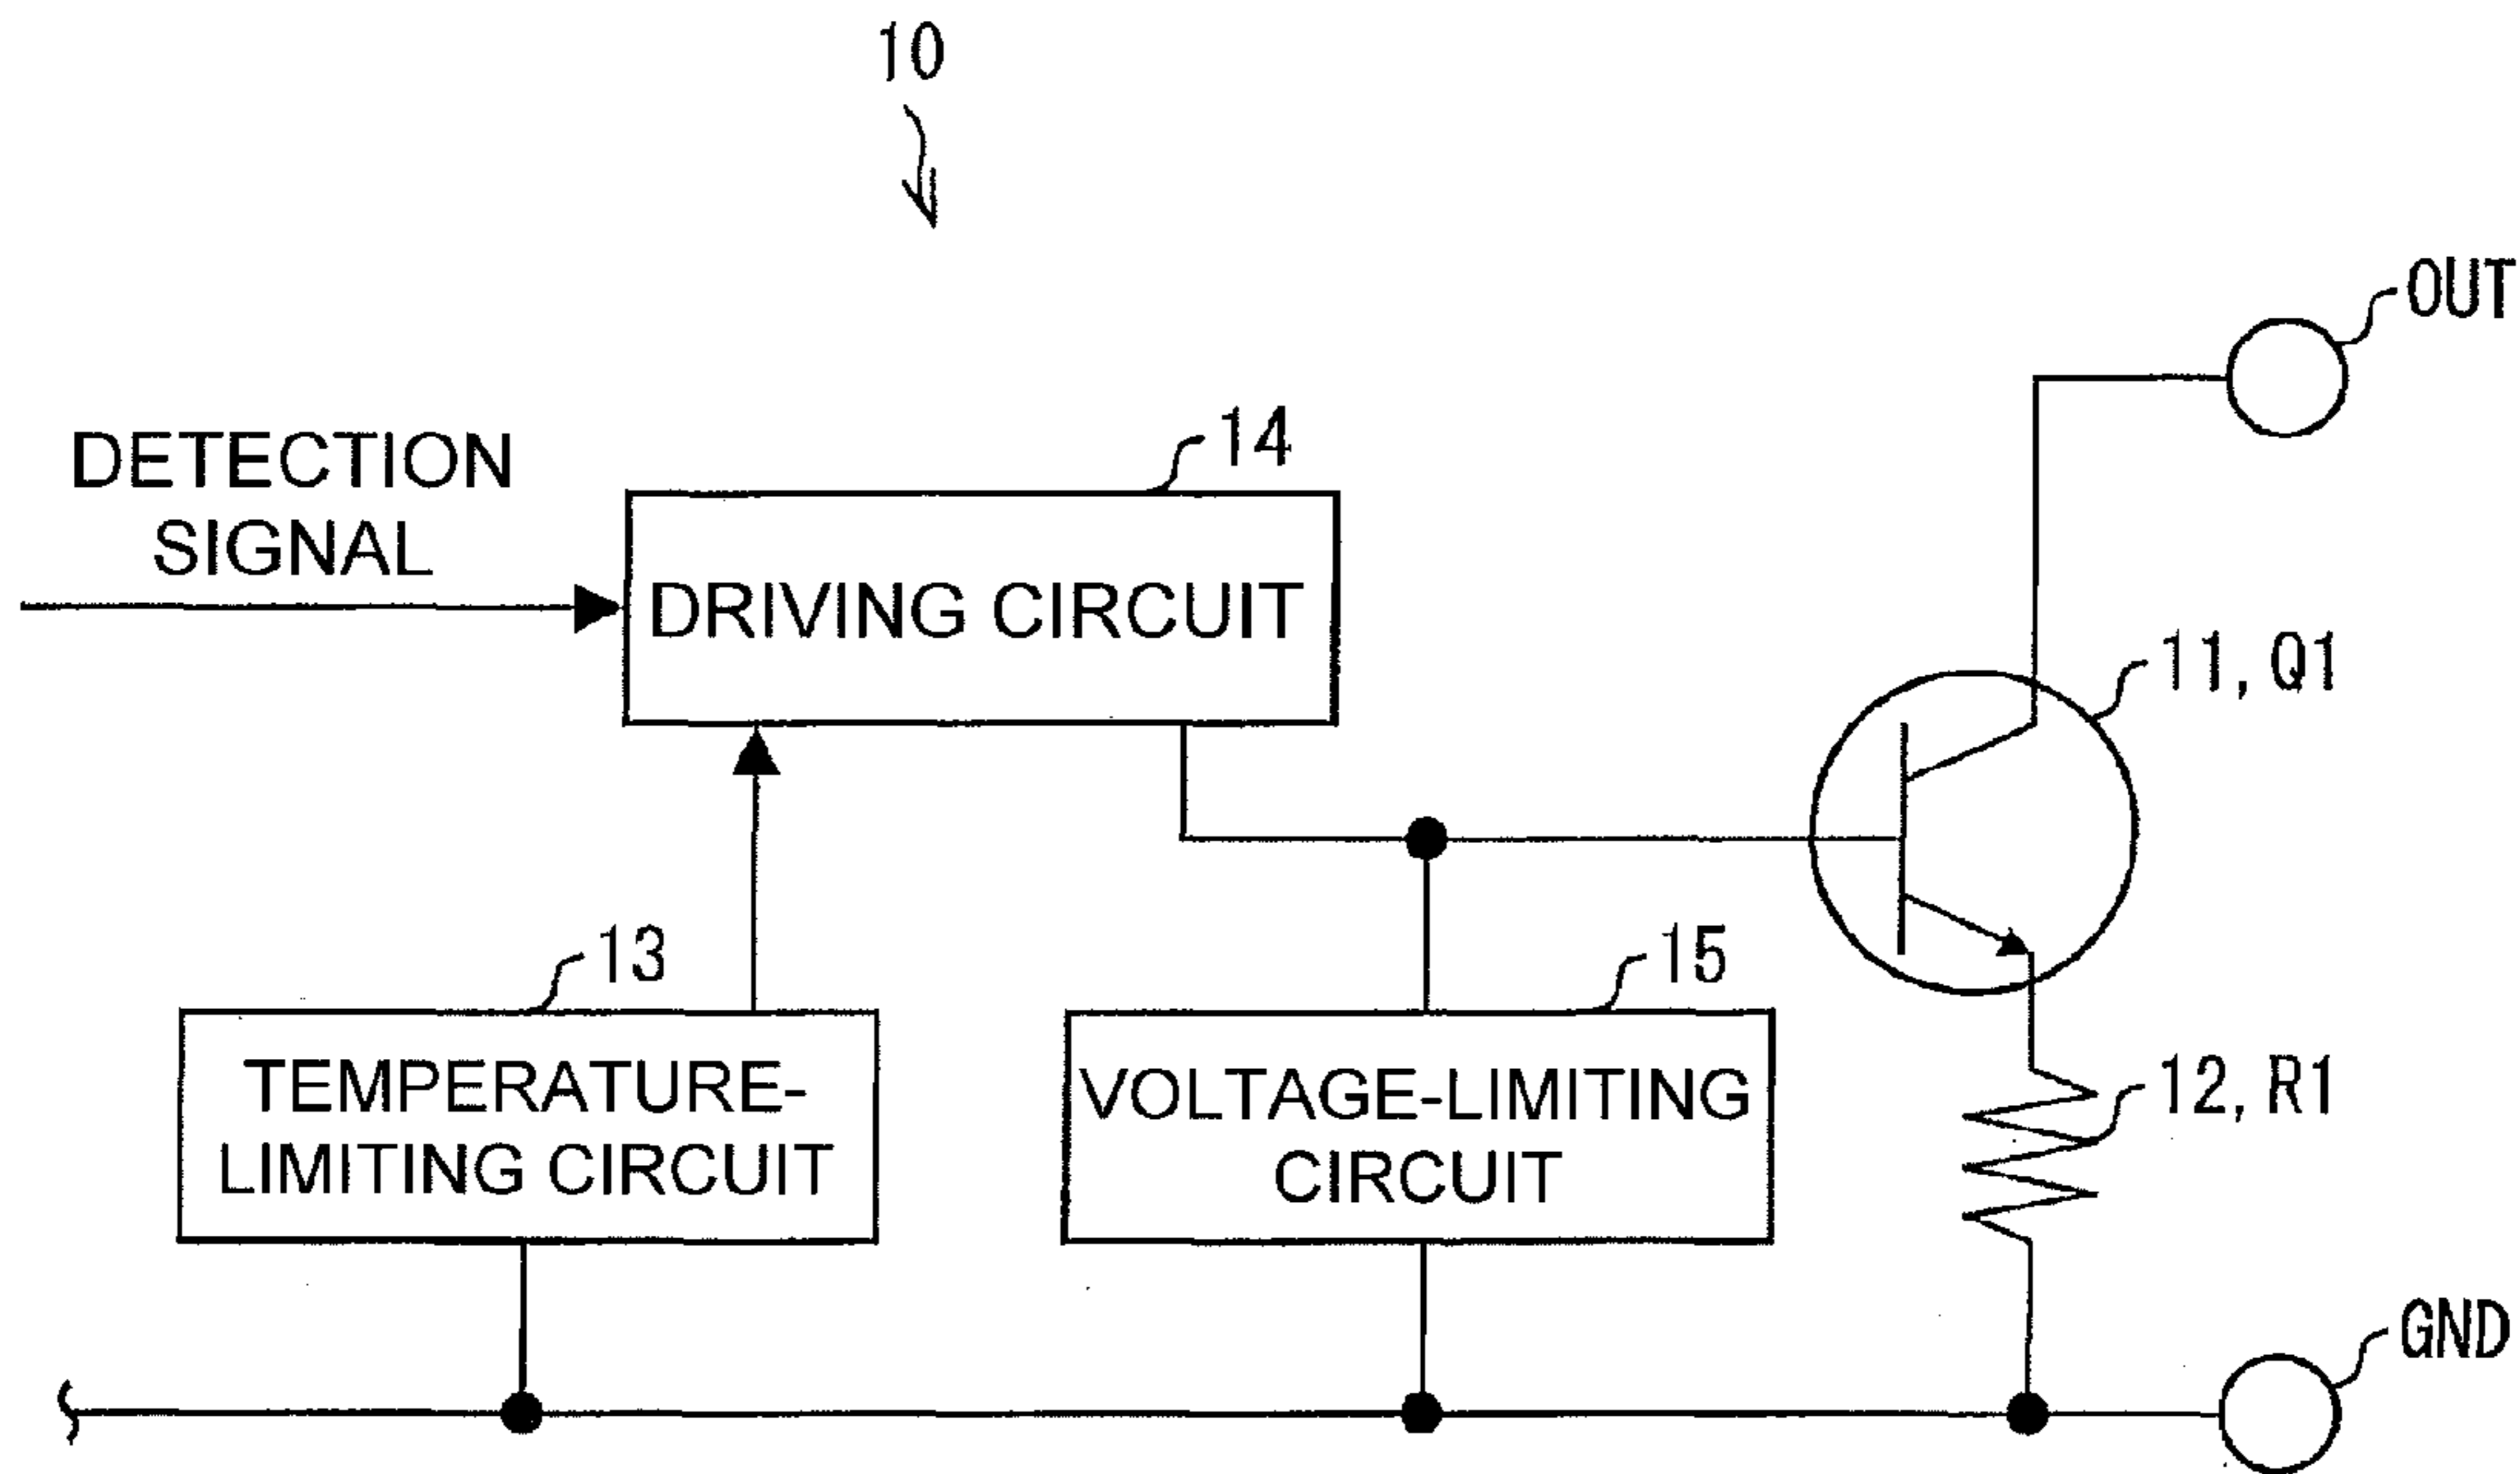 10
OUT
DETECTION
SIGNAL
14
DRIVING CIRCUIT
11, Q1
13
15
TEMPERATURE-
LIMITING CIRCUIT
VOLTAGE-LIMITING
CIRCUIT
12, R1
GND